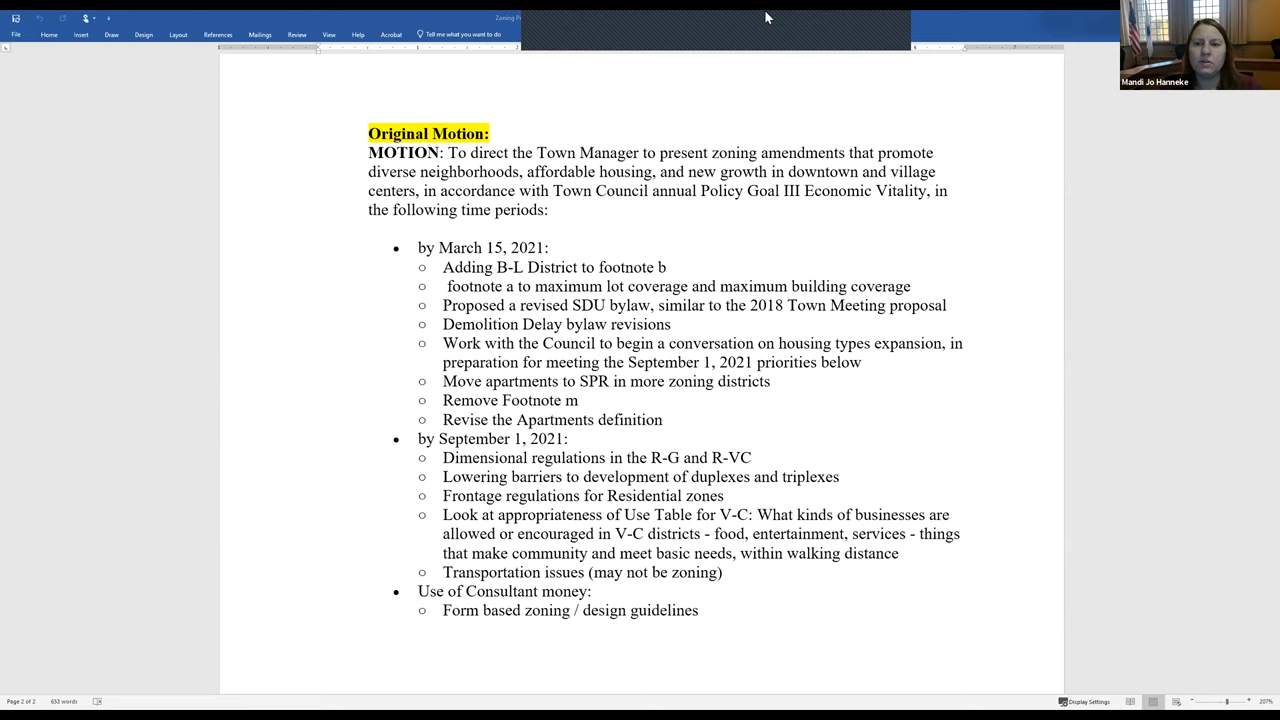 Zoning
File Home Insert Draw Design Layout References Mailings Review View Help Acrobat Tell me what you want to do
Mandi Jo Hanneke
Original Motion:
MOTION: To direct the Town Manager to present zoning amendments that promote
diverse neighborhoods, affordable housing, and new growth in downtown and village
centers, in accordance with Town Council annual Policy Goal III Economic Vitality, in
the following time periods:
• by March 15, 2021:
○ Adding B-L District to footnote b
○ footnote a to maximum lot coverage and maximum building coverage
○ Proposed a revised SDU bylaw, similar to the 2018 Town Meeting proposal
○ Demolition Delay bylaw revisions
○ Work with the Council to begin a conversation on housing types expansion, in
preparation for meeting the September 1, 2021 priorities below
○ Move apartments to SPR in more zoning districts
○ Remove Footnote m
○ Revise the Apartments definition
• by September 1, 2021:
○ Dimensional regulations in the R-G and R-VC
○ Lowering barriers to development of duplexes and triplexes
○ Frontage regulations for Residential zones
○ Look at appropriateness of Use Table for V-C: What kinds of businesses are
allowed or encouraged in V-C districts - food, entertainment, services - things
that make community and meet basic needs, within walking distance
○ Transportation issues (may not be zoning)
• Use of Consultant money:
○ Form based zoning / design guidelines
Page 2 of 2 653 words Display Settings 207%